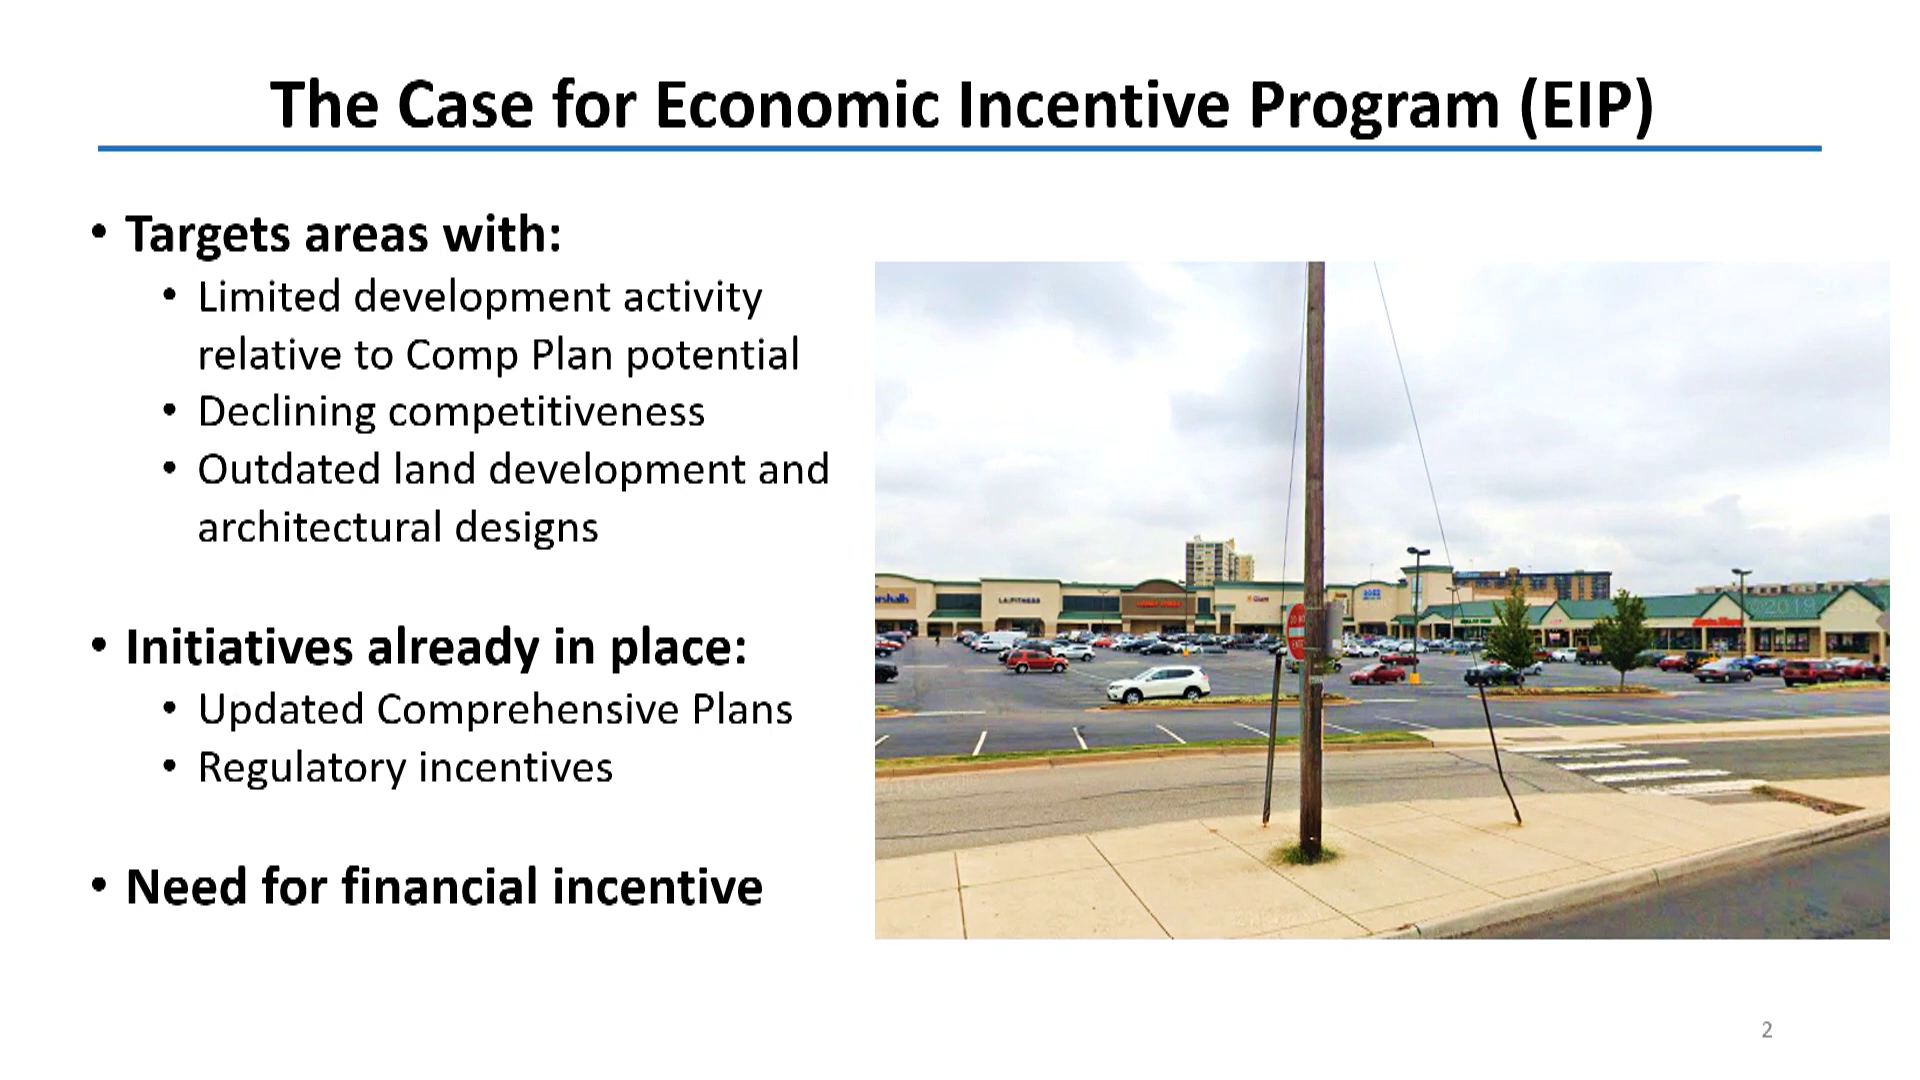 The Case for Economic Incentive Program (EIP)
• Targets areas with:
• Limited development activity
relative to Comp Plan potential
• Declining competitiveness
• Outdated land development and
architectural designs
• Initiatives already in place:
• Updated Comprehensive Plans
• Regulatory incentives
• Need for financial incentive
rshalls
LA FITNESS
Giant
2